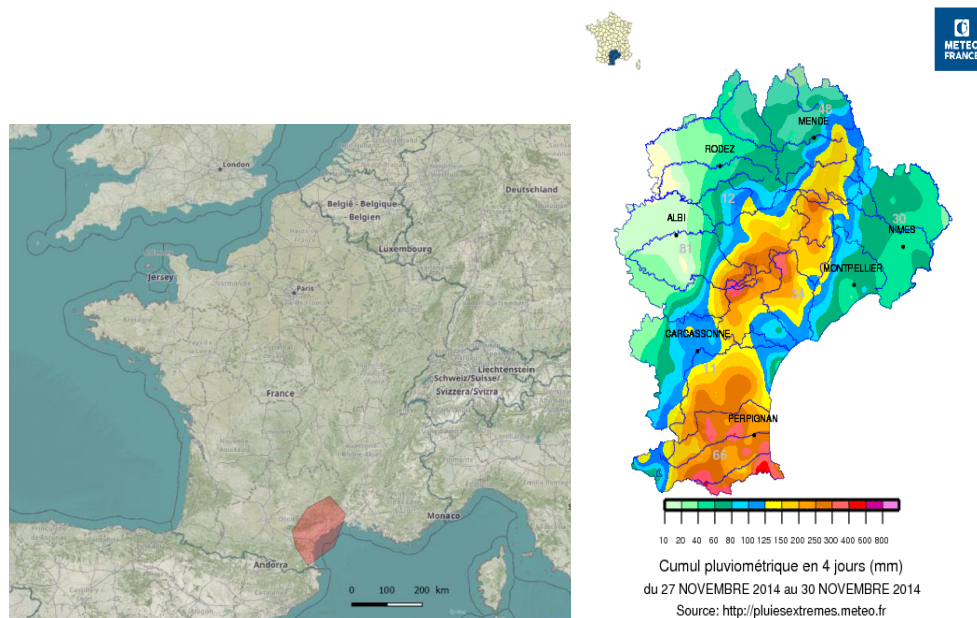 METEO
FRANCE
London
Deutschland
België - Belgique -
Belgien
Luxembourg
Jersey
Paris
France
Liechtenstein
Schweiz/Suisse/
Svizzera/Svizra
Monaco
Andorra
0 100 200 km
48
MENDE
RODEZ
12
30
ALBI
NIMES
81
MONTPELLIER
34
CARCASSONNE
11
PERPIGNAN
66
10 20 40 60 80 100 125 150 200 250 300 400 500 800
Cumul pluviométrique en 4 jours (mm)
du 27 NOVEMBRE 2014 au 30 NOVEMBRE 2014
Source: http://pluiesextremes.meteo.fr